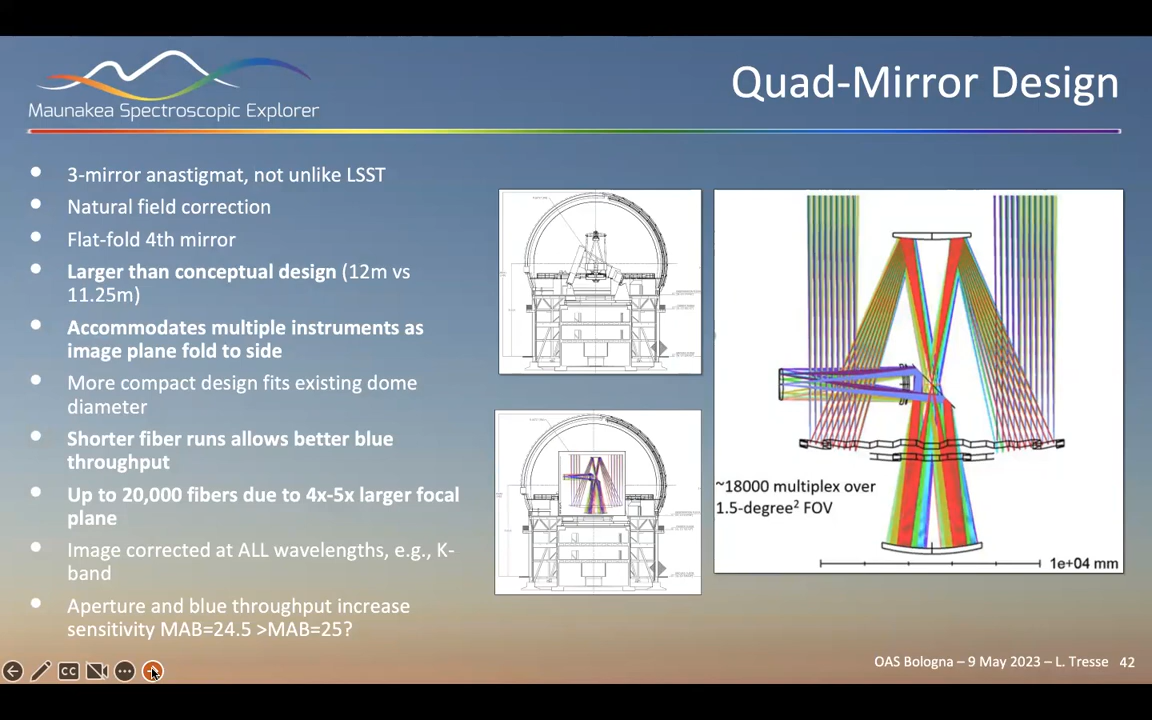 Maunakea Spectroscopic Explorer
Quad-Mirror Design
3-mirror anastigmat, not unlike LSST
Natural field correction
Flat-fold 4th mirror
Larger than conceptual design (12m vs
11.25m)
Accommodates multiple instruments as
image plane fold to side
More compact design fits existing dome
diameter
Shorter fiber runs allows better blue
throughput
Up to 20,000 fibers due to 4x-5x larger focal
plane
Image corrected at ALL wavelengths, e.g., K-
band
Aperture and blue throughput increase
sensitivity MAB=24.5 >MAB=25?
~18000 multiplex over
1.5-degree² FOV
1e+04 mm
CC
OAS Bologna – 9 May 2023 – L. Tresse 42